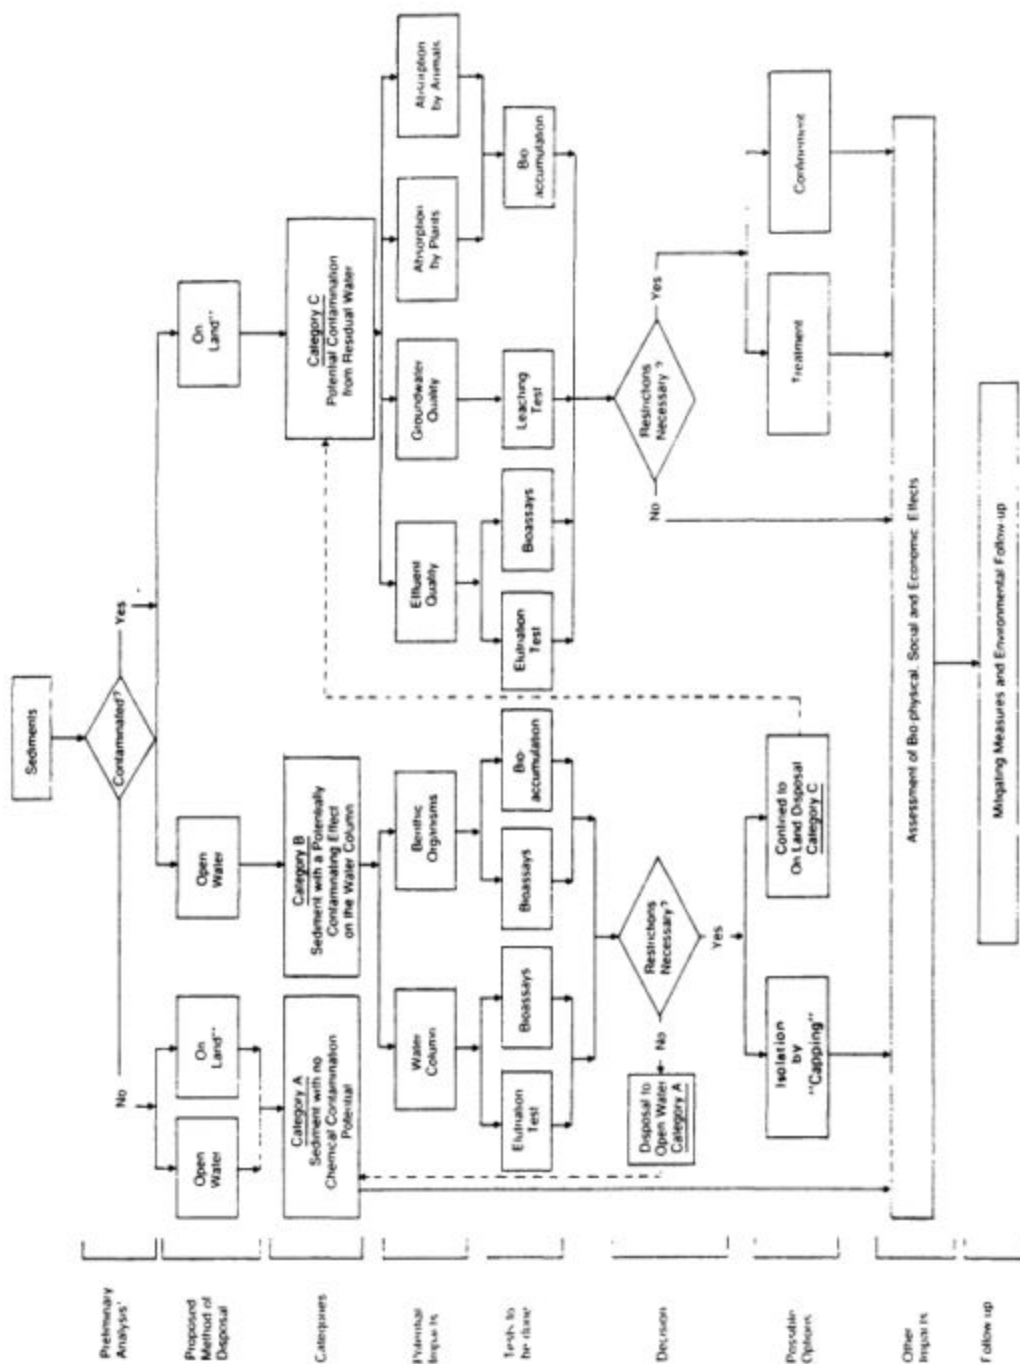 Preliminary
Analysis'
Sediments
Contaminated?
No
Yes
Proposed
Method of
Disposal
Open
Water
On
Land''
Open
Water
On
Land''
Categories
Category A
Sediment with no
Chemical Contamination
Potential
Category B
Sediment with a Potentially
Contaminating Effect
on the Water Column
Category C
Potential Contamination
from Residual Water
Potential
Impacts
Water
Column
Benthic
Organisms
Effluent
Quality
Groundwater
Quality
Absorption
by Plants
Absorption
by Animals
Tests to
be done
Elutriation
Test
Bioassays
Bioassays
Bio-
accumulation
Elutriation
Test
Bioassays
Leaching
Test
Bio
accumulation
Decision
Disposal to
Open Water
Category A
No
Restrictions
Necessary?
Yes
No
Restrictions
Necessary ?
Yes
Possible
Options
Isolation
by
"Capping"
Confined to
On Land Disposal
Category C
Treatment
Confinement
Other
Impacts
Assessment of Bio-physical, Social and Economic Effects
Follow up
Mitigating Measures and Environmental Follow-up